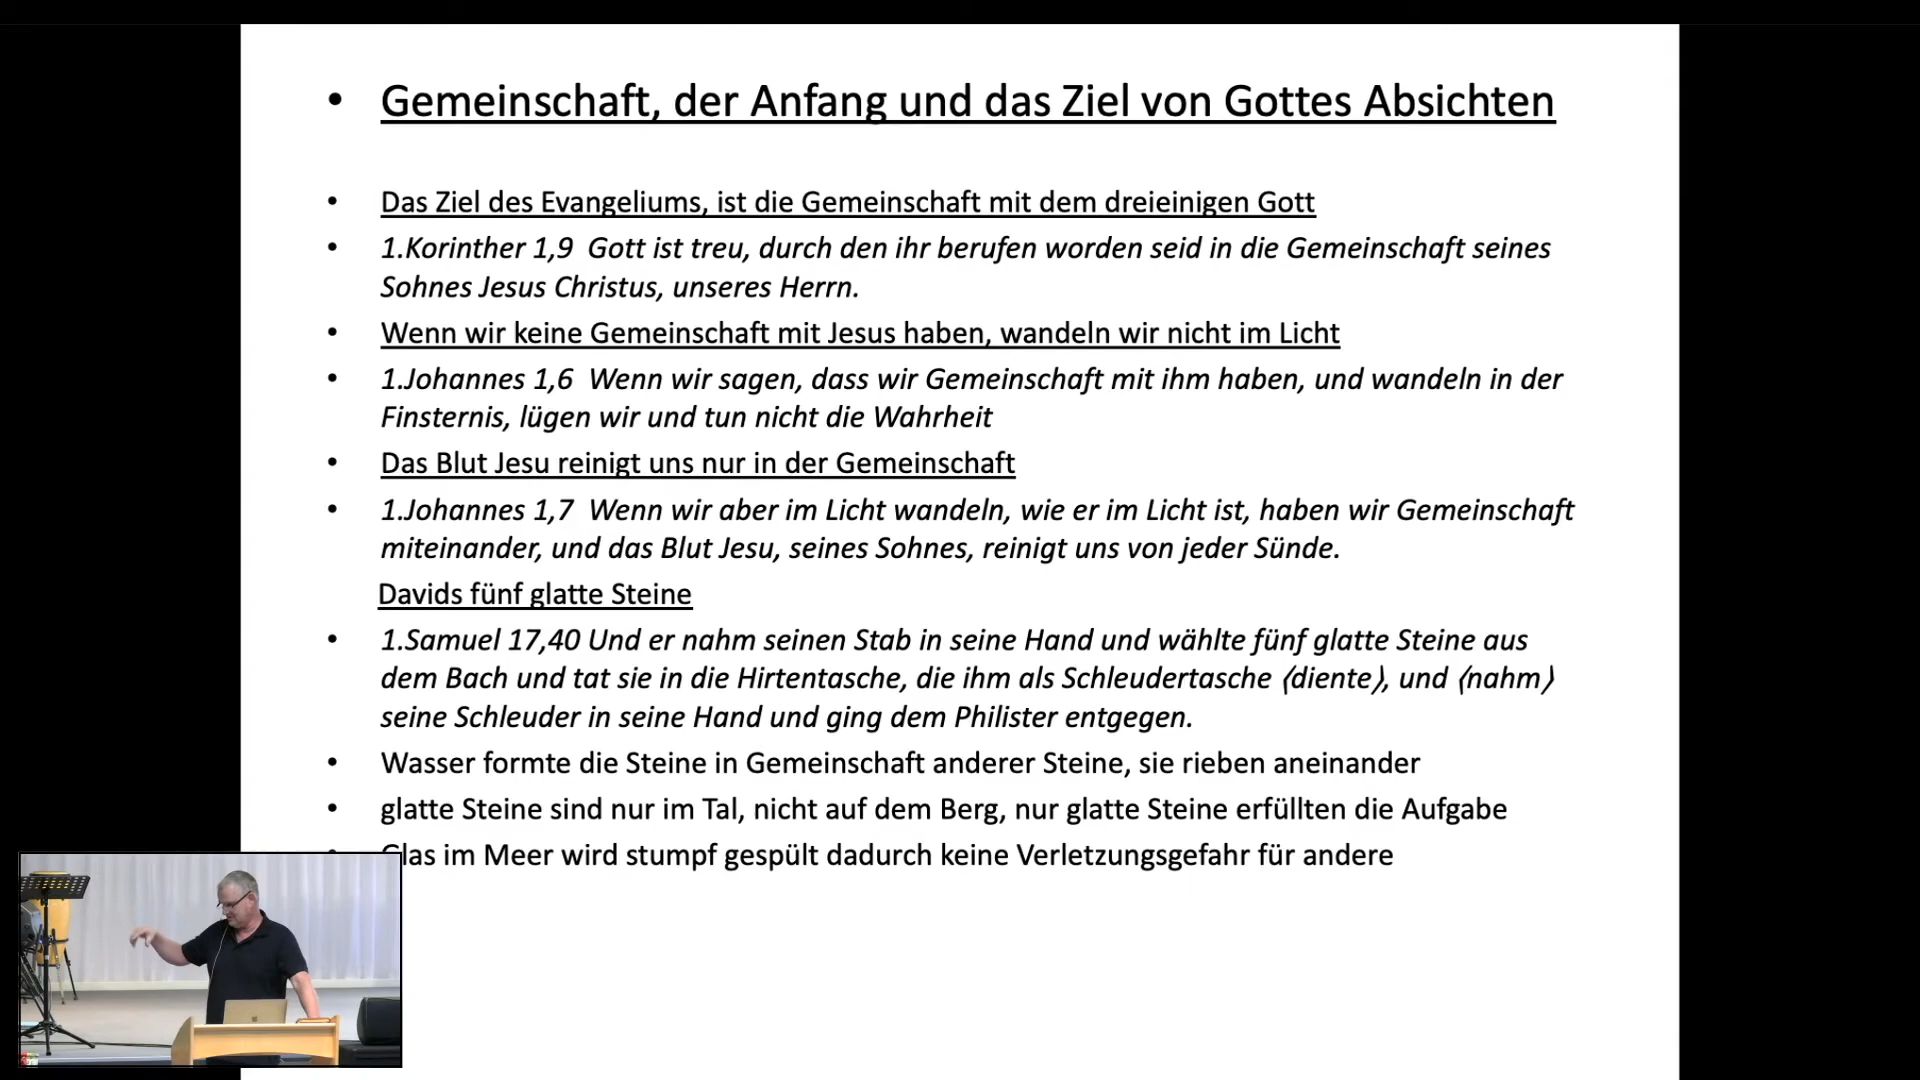 • Gemeinschaft, der Anfang und das Ziel von Gottes Absichten
• Das Ziel des Evangeliums, ist die Gemeinschaft mit dem dreieinigen Gott
• 1.Korinther 1,9 Gott ist treu, durch den ihr berufen worden seid in die Gemeinschaft seines
Sohnes Jesus Christus, unseres Herrn.
• Wenn wir keine Gemeinschaft mit Jesus haben, wandeln wir nicht im Licht
• 1.Johannes 1,6 Wenn wir sagen, dass wir Gemeinschaft mit ihm haben, und wandeln in der
Finsternis, lügen wir und tun nicht die Wahrheit
• Das Blut Jesu reinigt uns nur in der Gemeinschaft
• 1.Johannes 1,7 Wenn wir aber im Licht wandeln, wie er im Licht ist, haben wir Gemeinschaft
miteinander, und das Blut Jesu, seines Sohnes, reinigt uns von jeder Sünde.
Davids fünf glatte Steine
• 1.Samuel 17,40 Und er nahm seinen Stab in seine Hand und wählte fünf glatte Steine aus
dem Bach und tat sie in die Hirtentasche, die ihm als Schleudertasche ⟨diente⟩, und ⟨nahm⟩
seine Schleuder in seine Hand und ging dem Philister entgegen.
• Wasser formte die Steine in Gemeinschaft anderer Steine, sie rieben aneinander
• glatte Steine sind nur im Tal, nicht auf dem Berg, nur glatte Steine erfüllten die Aufgabe
• Glas im Meer wird stumpf gespült dadurch keine Verletzungsgefahr für andere